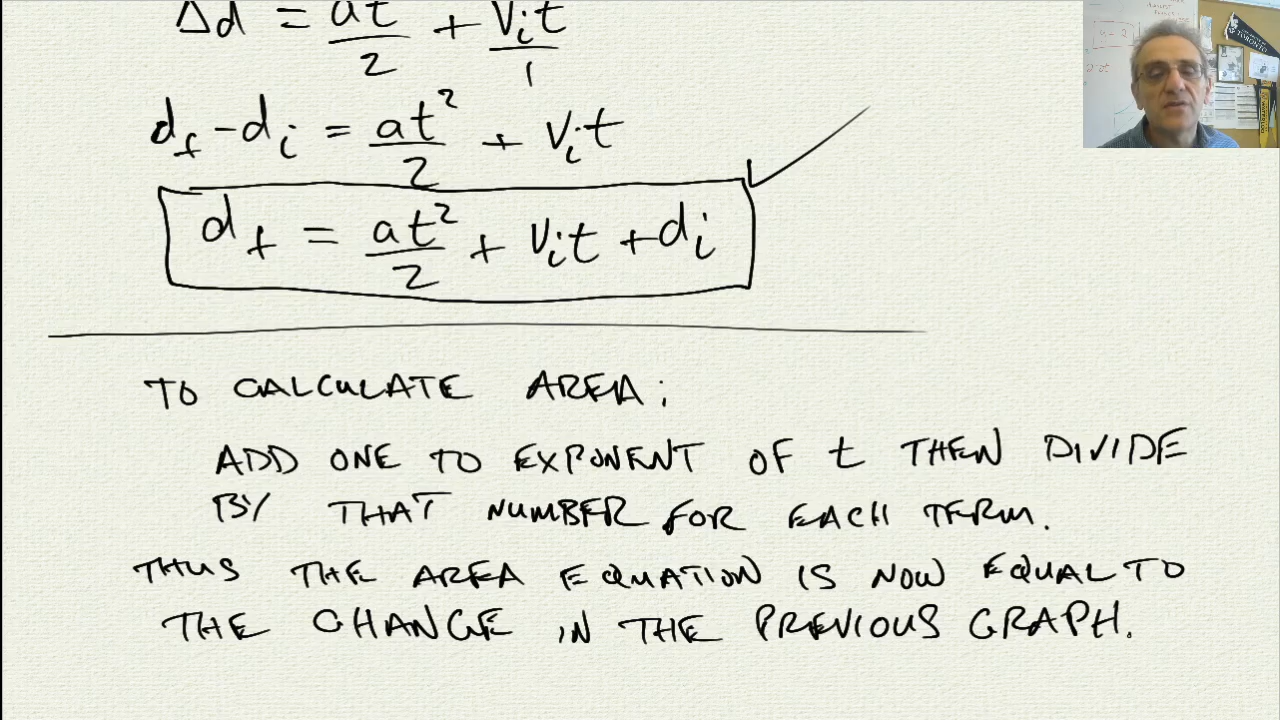 Δd = at/2 + Vit/1
df - di = at²/2 + Vit
df = at²/2 + Vit + di
TO CALCULATE AREA:
ADD ONE TO EXPONENT OF t THEN DIVIDE
BY THAT NUMBER FOR EACH TERM.
THUS THE AREA EQUATION IS NOW EQUAL TO
THE CHANGE IN THE PREVIOUS GRAPH.
TORONTO